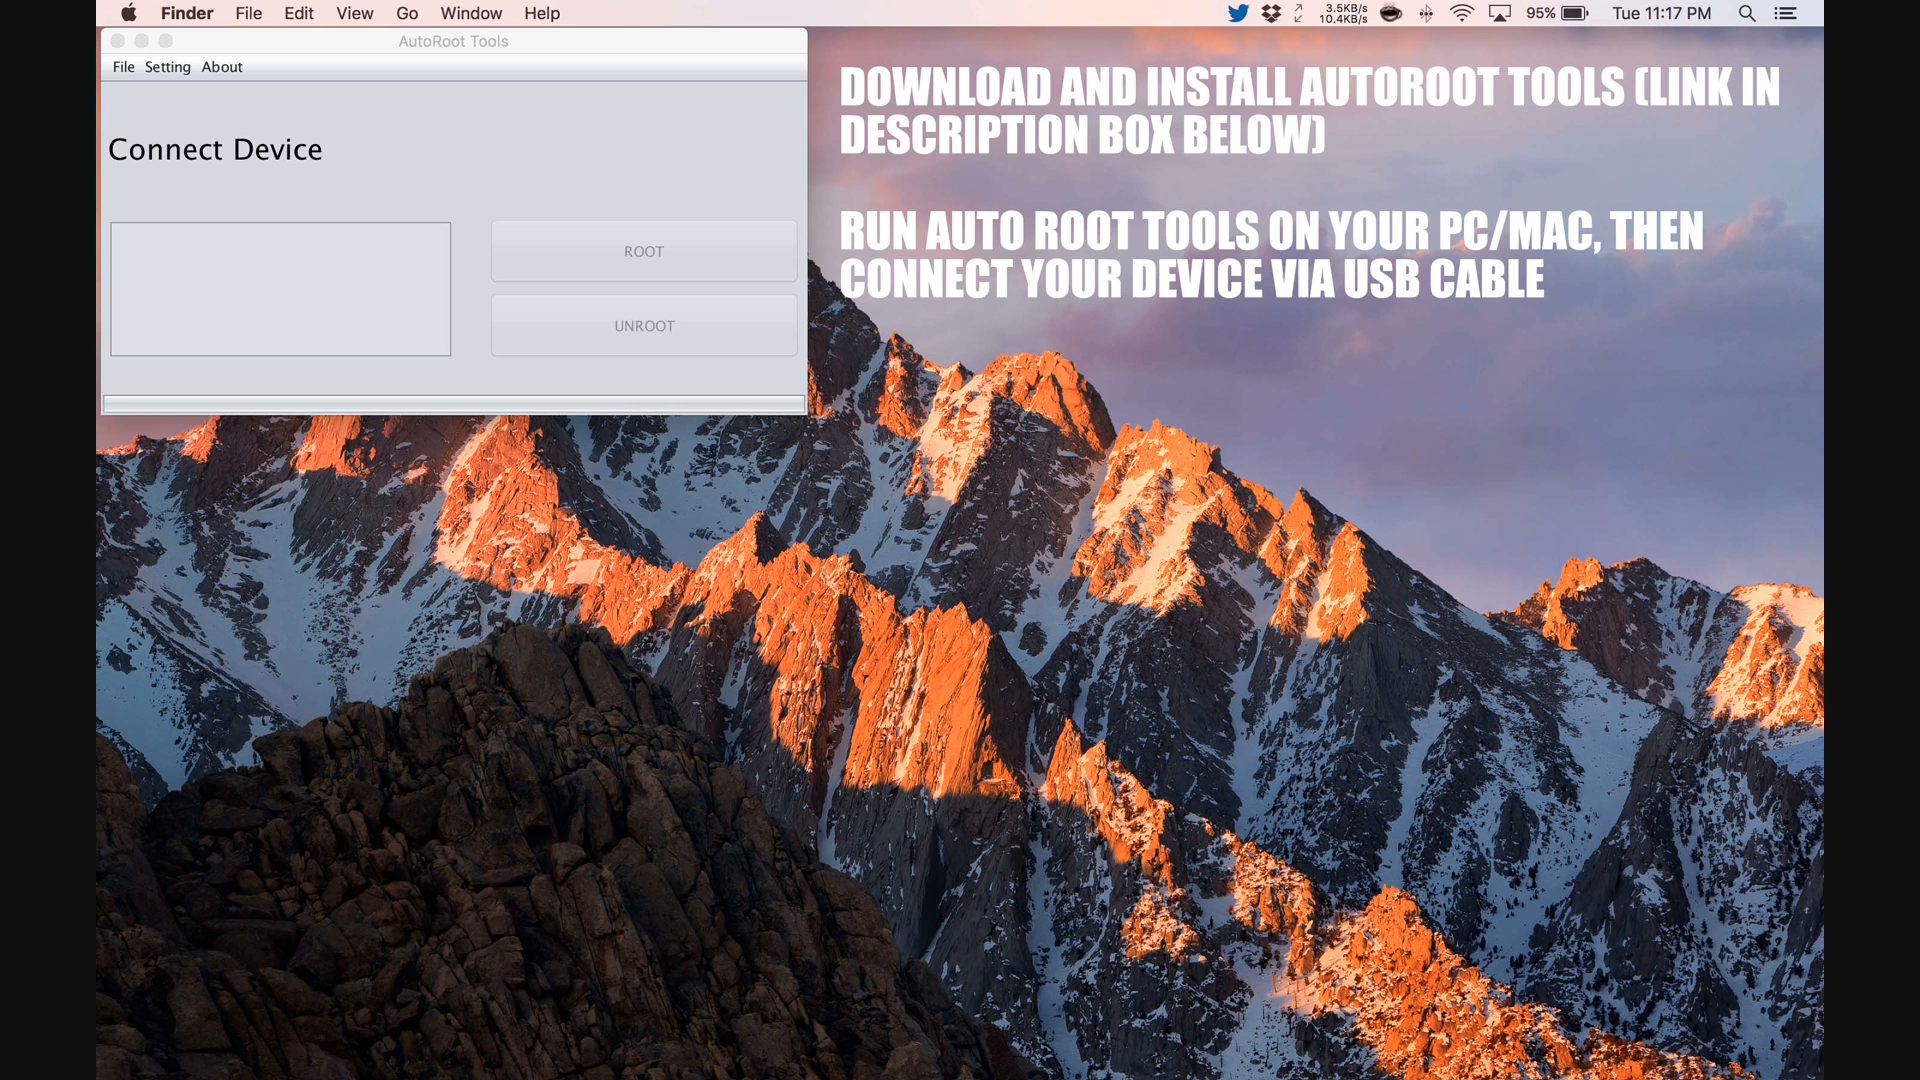 Finder File Edit View Go Window Help 3.5KB/s 10.4KB/s 95% Tue 11:17 PM
AutoRoot Tools
File Setting About
Connect Device
ROOT
UNROOT
DOWNLOAD AND INSTALL AUTOROOT TOOLS (LINK IN
DESCRIPTION BOX BELOW)
RUN AUTO ROOT TOOLS ON YOUR PC/MAC, THEN
CONNECT YOUR DEVICE VIA USB CABLE